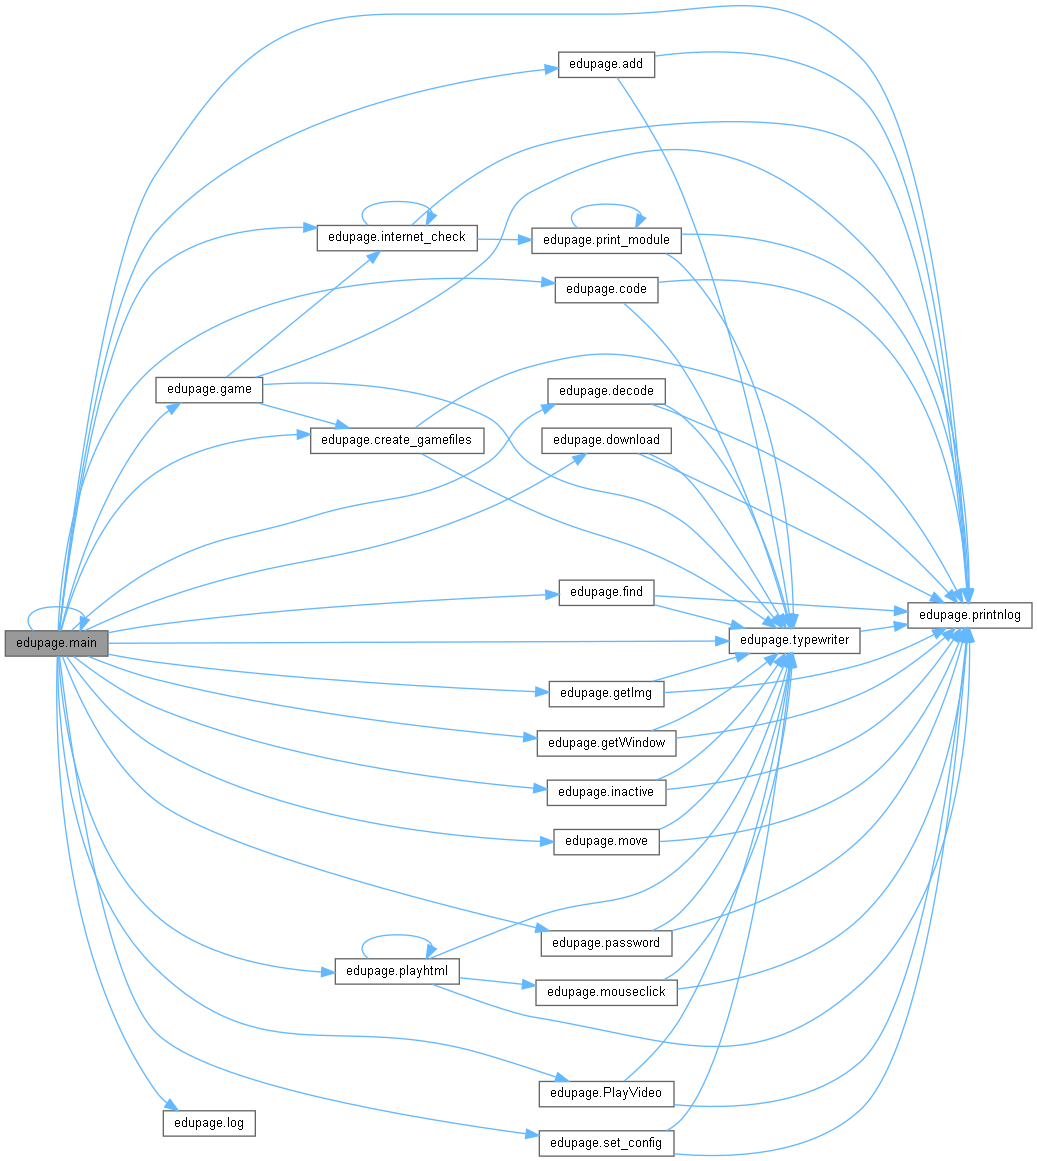 edupage.add
edupage.internet_check
edupage.print_module
edupage.code
edupage.game
edupage.decode
edupage.create_gamefiles
edupage.download
edupage.find
edupage.printnlog
edupage.main
edupage.typewriter
edupage.getImg
edupage.getWindow
edupage.inactive
edupage.move
edupage.password
edupage.playhtml
edupage.mouseclick
edupage.PlayVideo
edupage.log
edupage.set_config